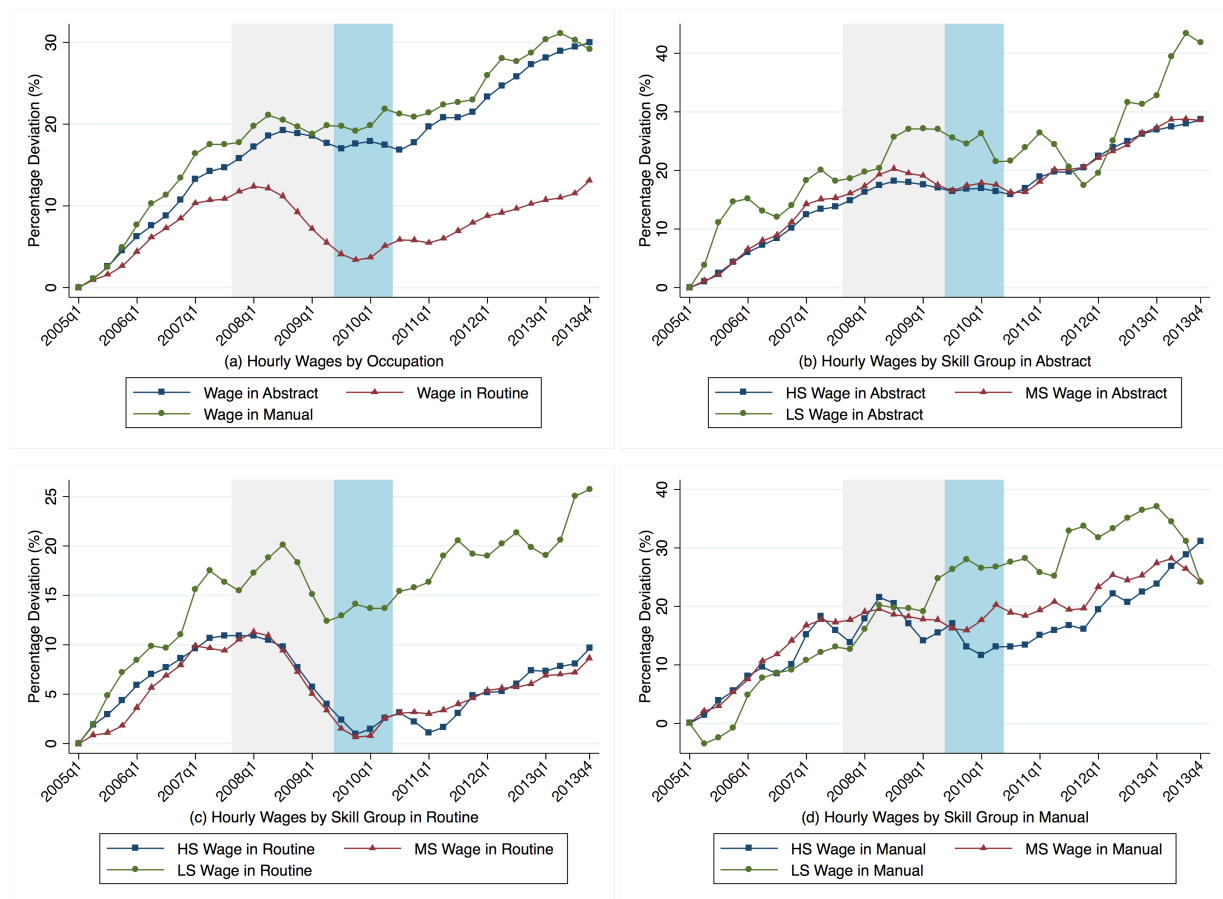 Percentage Deviation (%)
30
20
10
0
2005q1 2006q1 2007q1 2008q1 2009q1 2010q1 2011q1 2012q1 2013q1 2013q4
(a) Hourly Wages by Occupation
Wage in Abstract Wage in Routine
Wage in Manual
Percentage Deviation (%)
40
30
20
10
0
2005q1 2006q1 2007q1 2008q1 2009q1 2010q1 2011q1 2012q1 2013q1 2013q4
(b) Hourly Wages by Skill Group in Abstract
HS Wage in Abstract MS Wage in Abstract
LS Wage in Abstract
Percentage Deviation (%)
25
20
15
10
5
0
2005q1 2006q1 2007q1 2008q1 2009q1 2010q1 2011q1 2012q1 2013q1 2013q4
(c) Hourly Wages by Skill Group in Routine
HS Wage in Routine MS Wage in Routine
LS Wage in Routine
Percentage Deviation (%)
40
30
20
10
0
2005q1 2006q1 2007q1 2008q1 2009q1 2010q1 2011q1 2012q1 2013q1 2013q4
(d) Hourly Wages by Skill Group in Manual
HS Wage in Manual MS Wage in Manual
LS Wage in Manual